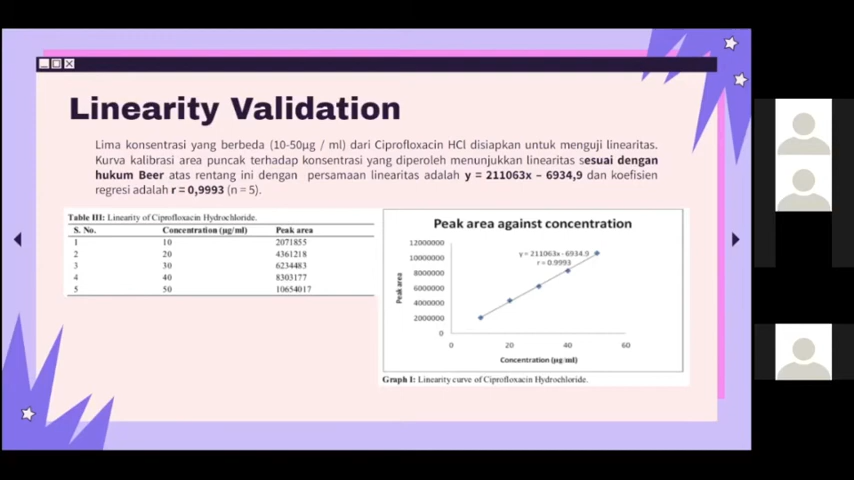 Linearity Validation
Lima konsentrasi yang berbeda (10-50µg / ml) dari Ciprofloxacin HCl disiapkan untuk menguji linearitas.
Kurva kalibrasi area puncak terhadap konsentrasi yang diperoleh menunjukkan linearitas sesuai dengan
hukum Beer atas rentang ini dengan persamaan linearitas adalah y = 211063x – 6934,9 dan koefisien
regresi adalah r = 0,9993 (n = 5).
Table III: Linearity of Ciprofloxacin Hydrochloride.
S. No. Concentration (µg/ml) Peak area
1 10 2071855
2 20 4361218
3 30 6234483
4 40 8303177
5 50 10654017
Peak area against concentration
12000000
10000000
8000000
6000000
4000000
2000000
0
Peak area
y = 211063x - 6934.9
r = 0.9993
0 20 40 60
Concentration (µg/ml)
Graph I: Linearity curve of Ciprofloxacin Hydrochloride.